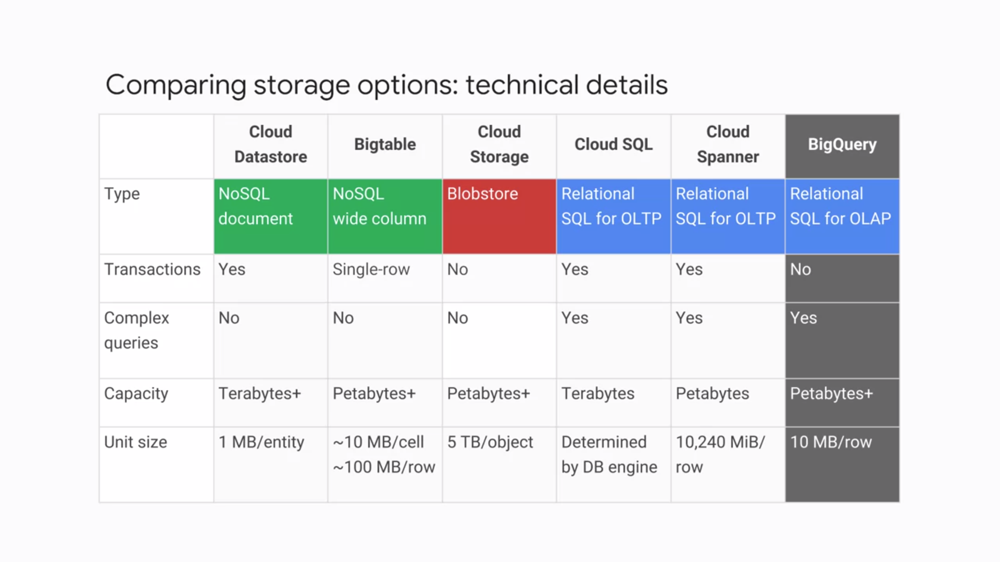 Comparing storage options: technical details
Cloud
Datastore
Bigtable
Cloud
Storage
Cloud SQL
Cloud
Spanner
BigQuery
Type
NoSQL
document
NoSQL
wide column
Blobstore
Relational
SQL for OLTP
Relational
SQL for OLTP
Relational
SQL for OLAP
Transactions
Yes
Single-row
No
Yes
Yes
No
Complex
queries
No
No
No
Yes
Yes
Yes
Capacity
Terabytes+
Petabytes+
Petabytes+
Terabytes
Petabytes
Petabytes+
Unit size
1 MB/entity
~10 MB/cell
~100 MB/row
5 TB/object
Determined
by DB engine
10,240 MiB/
row
10 MB/row